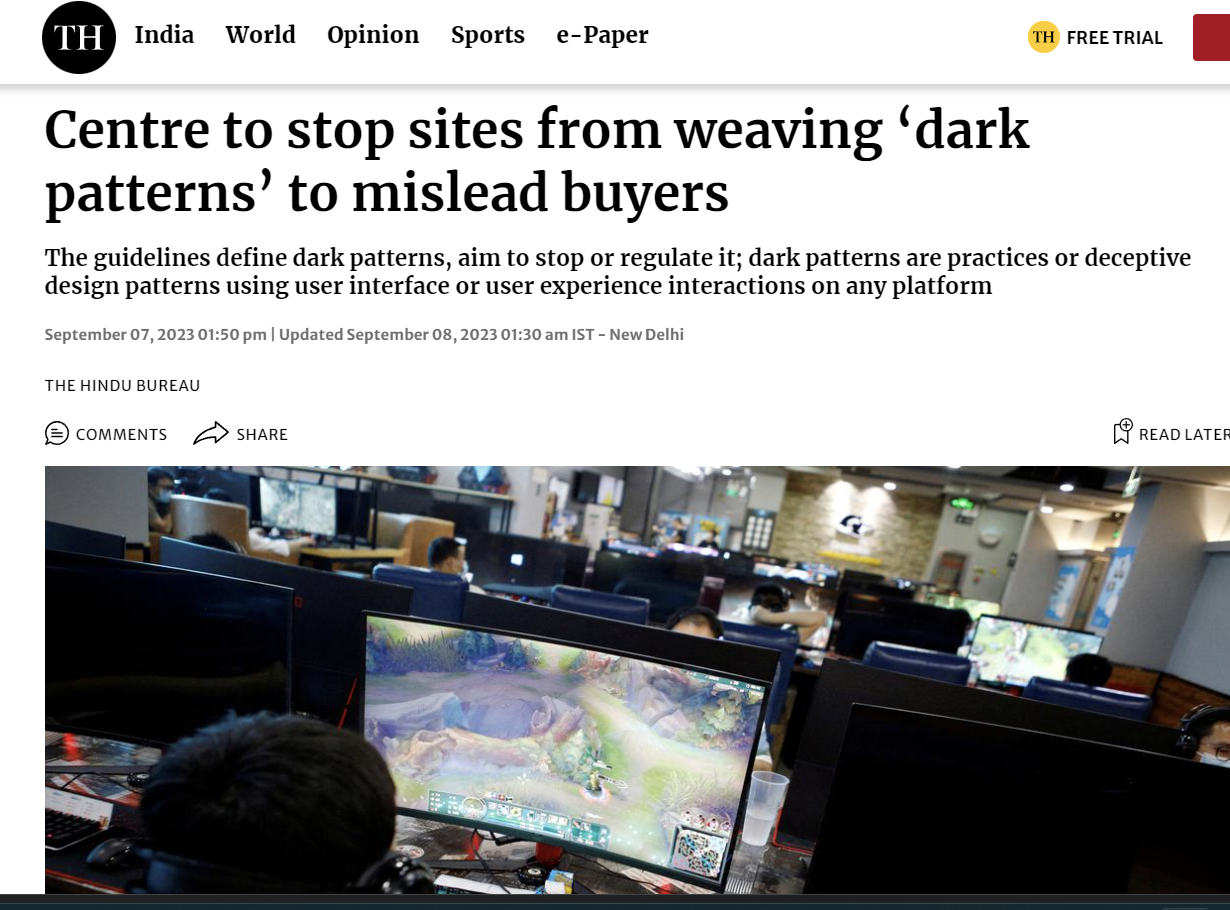 TH India World Opinion Sports e-Paper TH FREE TRIAL
Centre to stop sites from weaving ‘dark
patterns’ to mislead buyers
The guidelines define dark patterns, aim to stop or regulate it; dark patterns are practices or deceptive
design patterns using user interface or user experience interactions on any platform
September 07, 2023 01:50 pm | Updated September 08, 2023 01:30 am IST - New Delhi
THE HINDU BUREAU
COMMENTS SHARE READ LATER